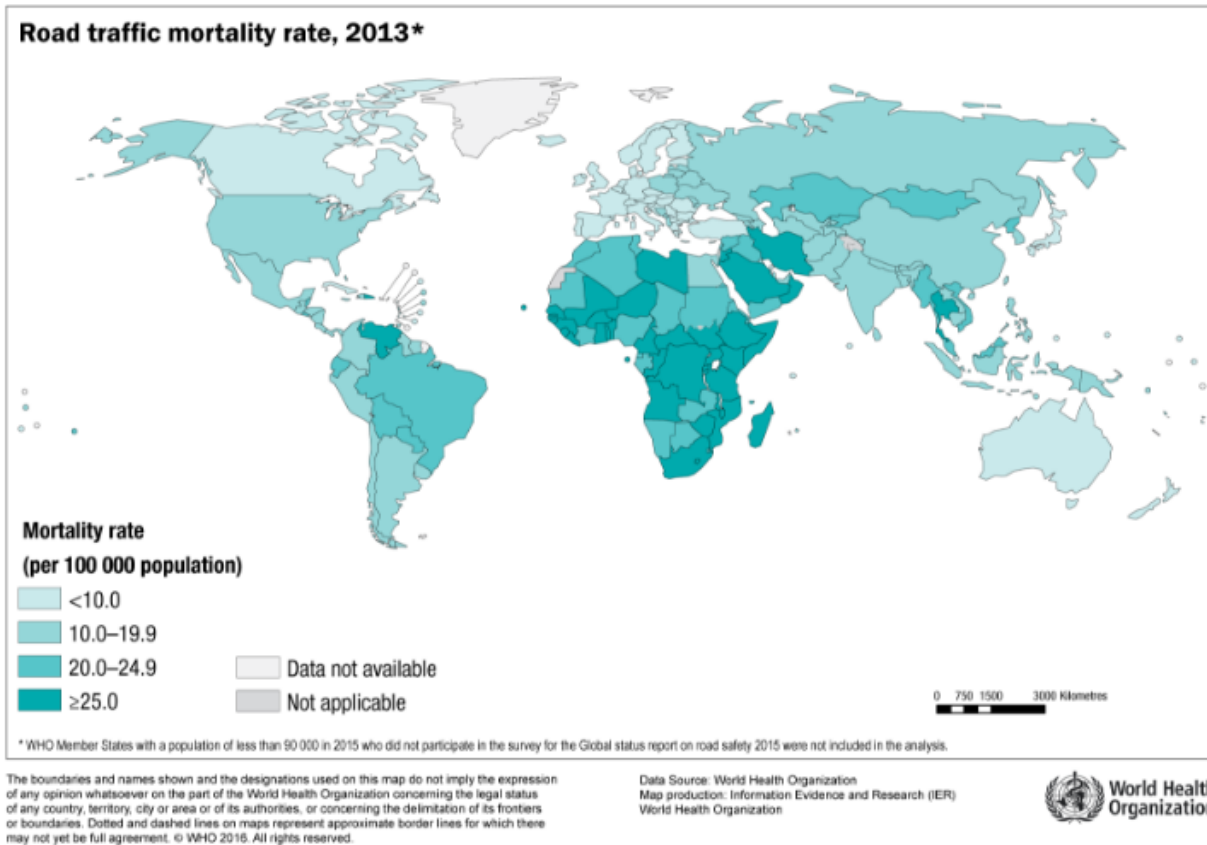 Road traffic mortality rate, 2013*
Mortality rate
(per 100 000 population)
<10.0
10.0–19.9
20.0–24.9
≥25.0
Data not available
Not applicable
0 750 1500 3000 Kilometres
* WHO Member States with a population of less than 90 000 in 2015 who did not participate in the survey for the Global status report on road safety 2015 were not included in the analysis.
The boundaries and names shown and the designations used on this map do not imply the expression
of any opinion whatsoever on the part of the World Health Organization concerning the legal status
of any country, territory, city or area or of its authorities, or concerning the delimitation of its frontiers
or boundaries. Dotted and dashed lines on maps represent approximate border lines for which there
may not yet be full agreement. © WHO 2016. All rights reserved.
Data Source: World Health Organization
Map production: Information Evidence and Research (IER)
World Health Organization
World Health
Organization